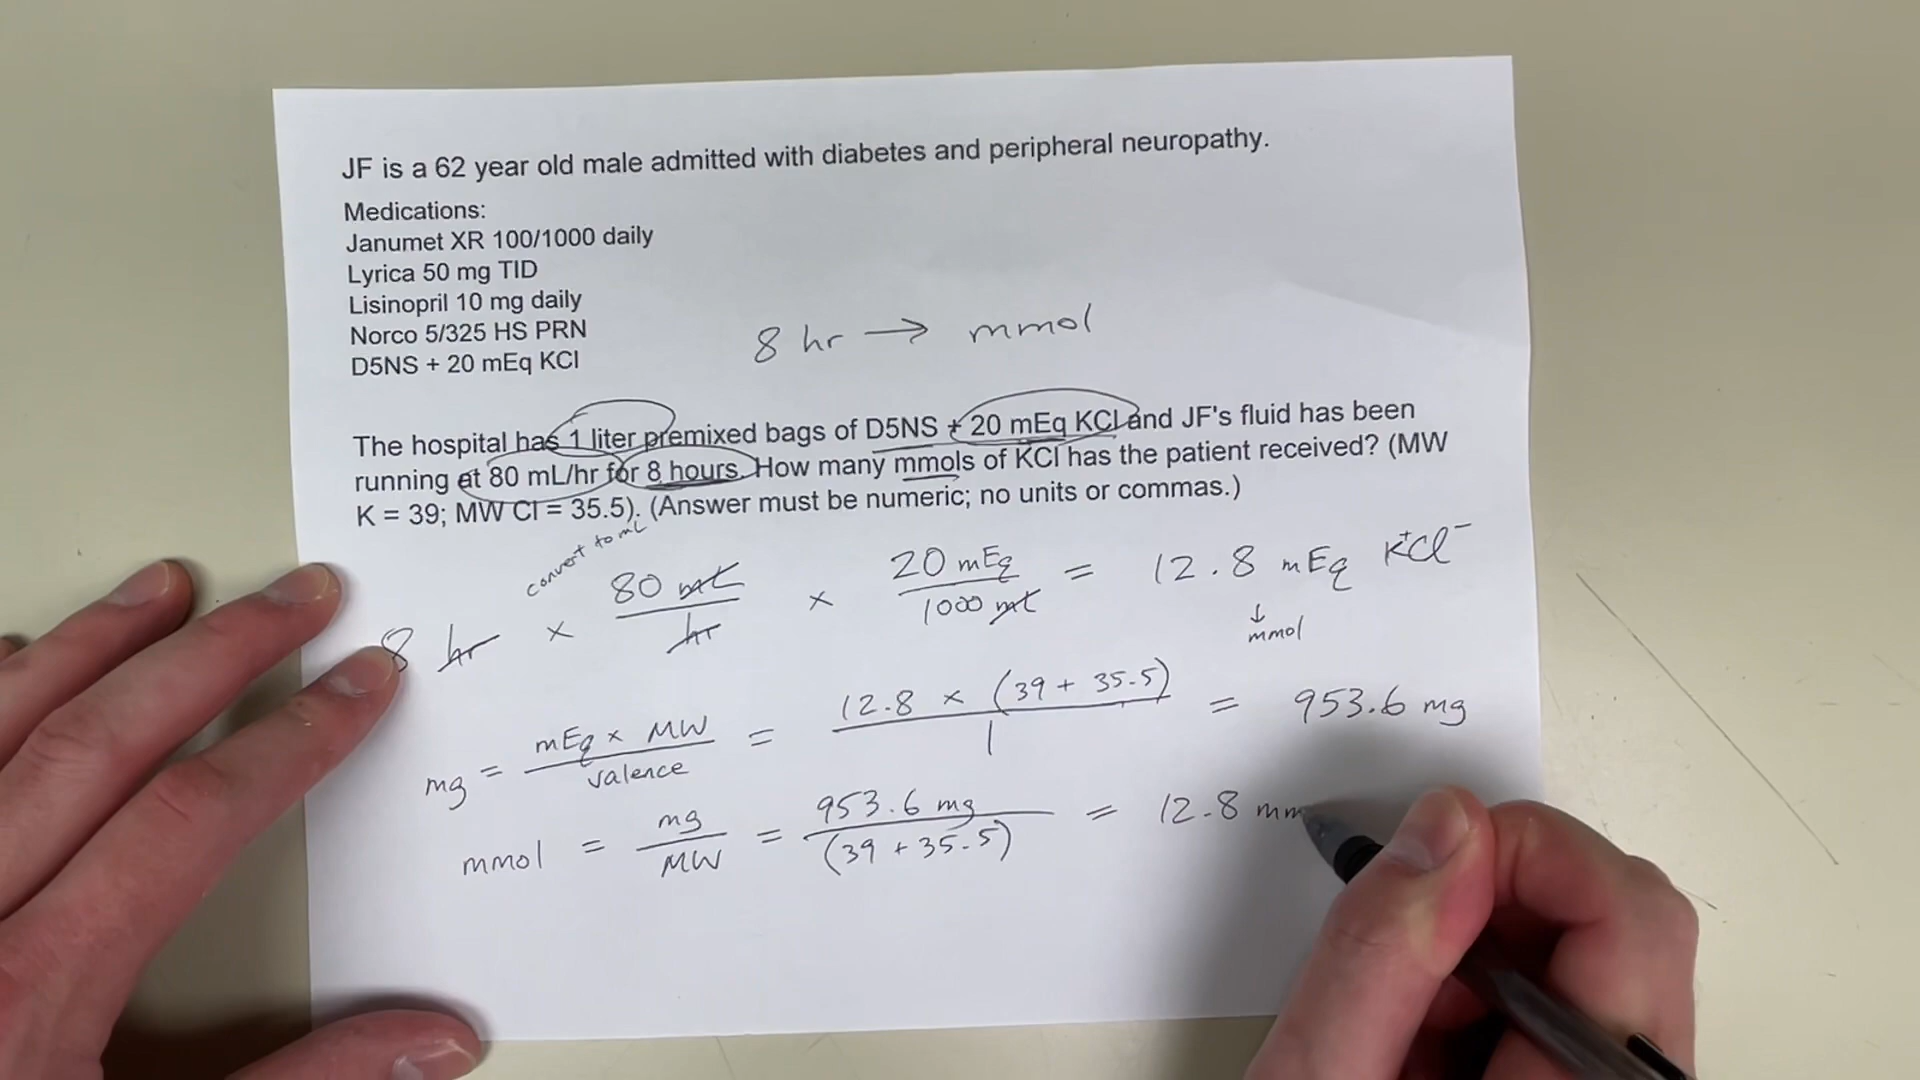 JF is a 62 year old male admitted with diabetes and peripheral neuropathy.
Medications:
Janumet XR 100/1000 daily
Lyrica 50 mg TID
Lisinopril 10 mg daily
Norco 5/325 HS PRN
D5NS + 20 mEq KCl
8 hr → mmol
The hospital has 1 liter premixed bags of D5NS + 20 mEq KCl and JF's fluid has been
running at 80 mL/hr for 8 hours. How many mmols of KCl has the patient received? (MW
K = 39; MW Cl = 35.5). (Answer must be numeric; no units or commas.)
convert to mL
8 hr × 80 mL/hr × 20 mEq/1000 mL = 12.8 mEq K+Cl-
↓
mmol
mg = mEq × MW/valence = 12.8 × (39 + 35.5)/1 = 953.6 mg
mmol = mg/MW = 953.6 mg/(39 + 35.5) = 12.8 mm